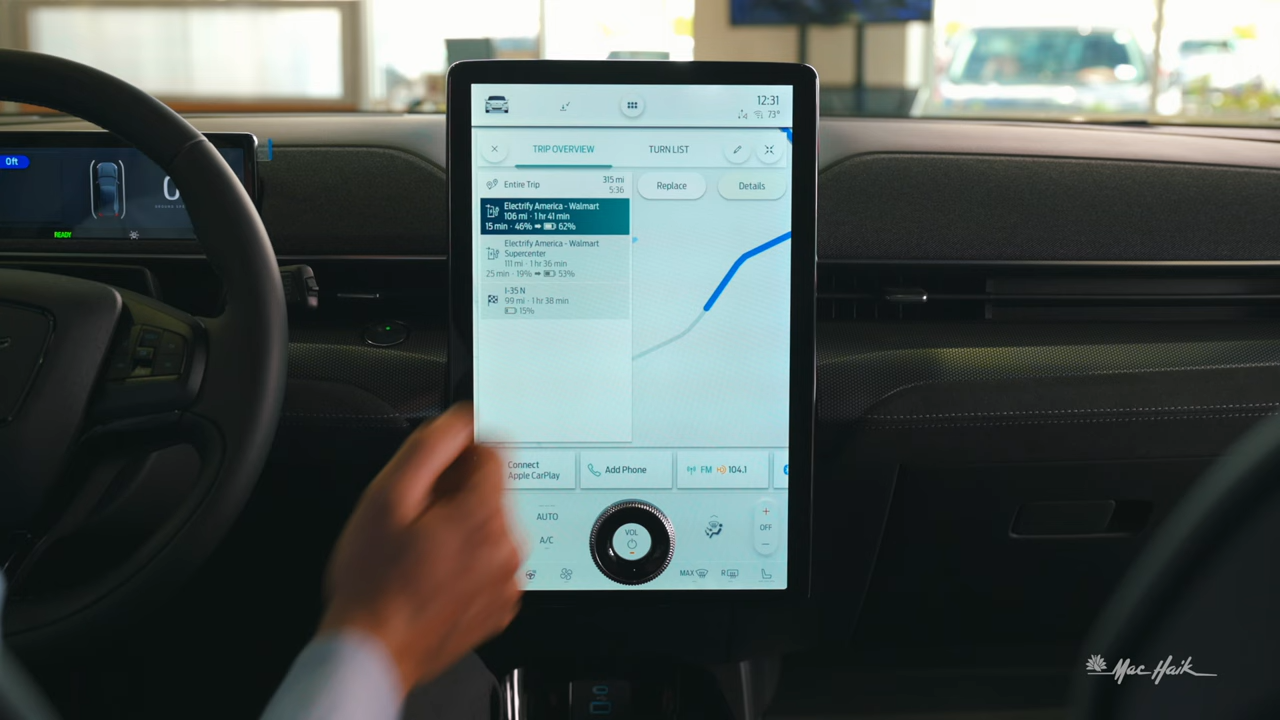 12:31
73°
TRIP OVERVIEW
TURN LIST
Entire Trip
315 mi
5:36
Replace
Details
Electrify America - Walmart
106 mi · 1 hr 41 min
15 min · 46% ➡ 62%
Electrify America - Walmart
Supercenter
111 mi · 1 hr 36 min
25 min · 19% ➡ 53%
I-35 N
99 mi · 1 hr 38 min
15%
0ft
READY
Connect
Apple CarPlay
Add Phone
FM 104.1
AUTO
A/C
VOL
+
OFF
−
MAX
R
Mac Haik